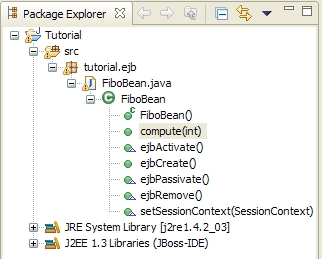 Package Explorer
Tutorial
src
tutorial.ejb
FiboBean.java
FiboBean
FiboBean()
compute(int)
ejbActivate()
ejbCreate()
ejbPassivate()
ejbRemove()
setSessionContext(SessionContext)
JRE System Library [j2re1.4.2_03]
J2EE 1.3 Libraries (JBoss-IDE)